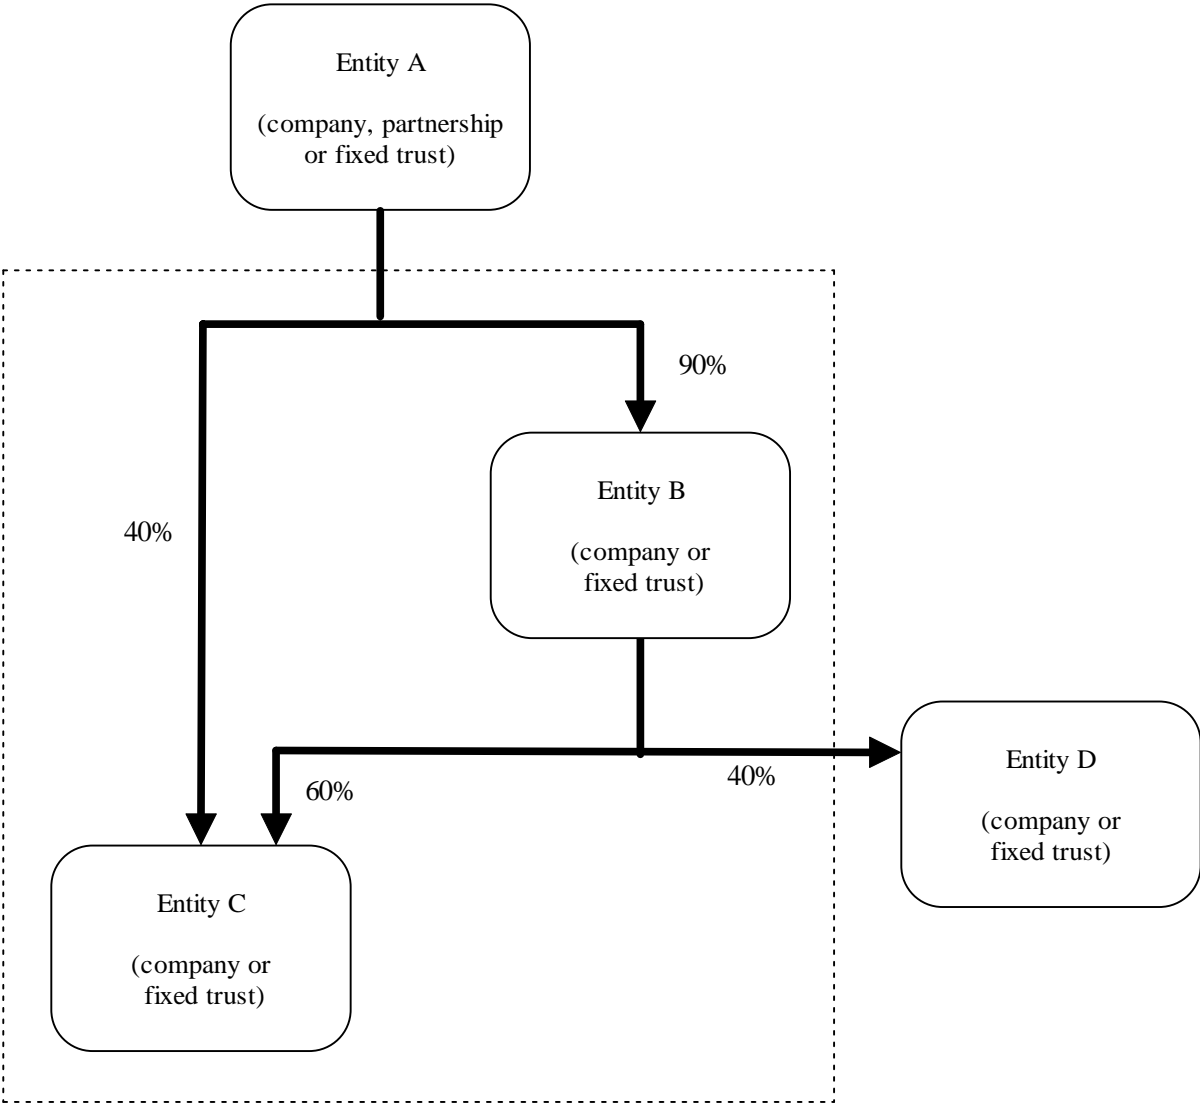 Entity A
(company, partnership
or fixed trust)
90%
Entity B
(company or
fixed trust)
40%
60%
40%
Entity D
(company or
fixed trust)
Entity C
(company or
fixed trust)